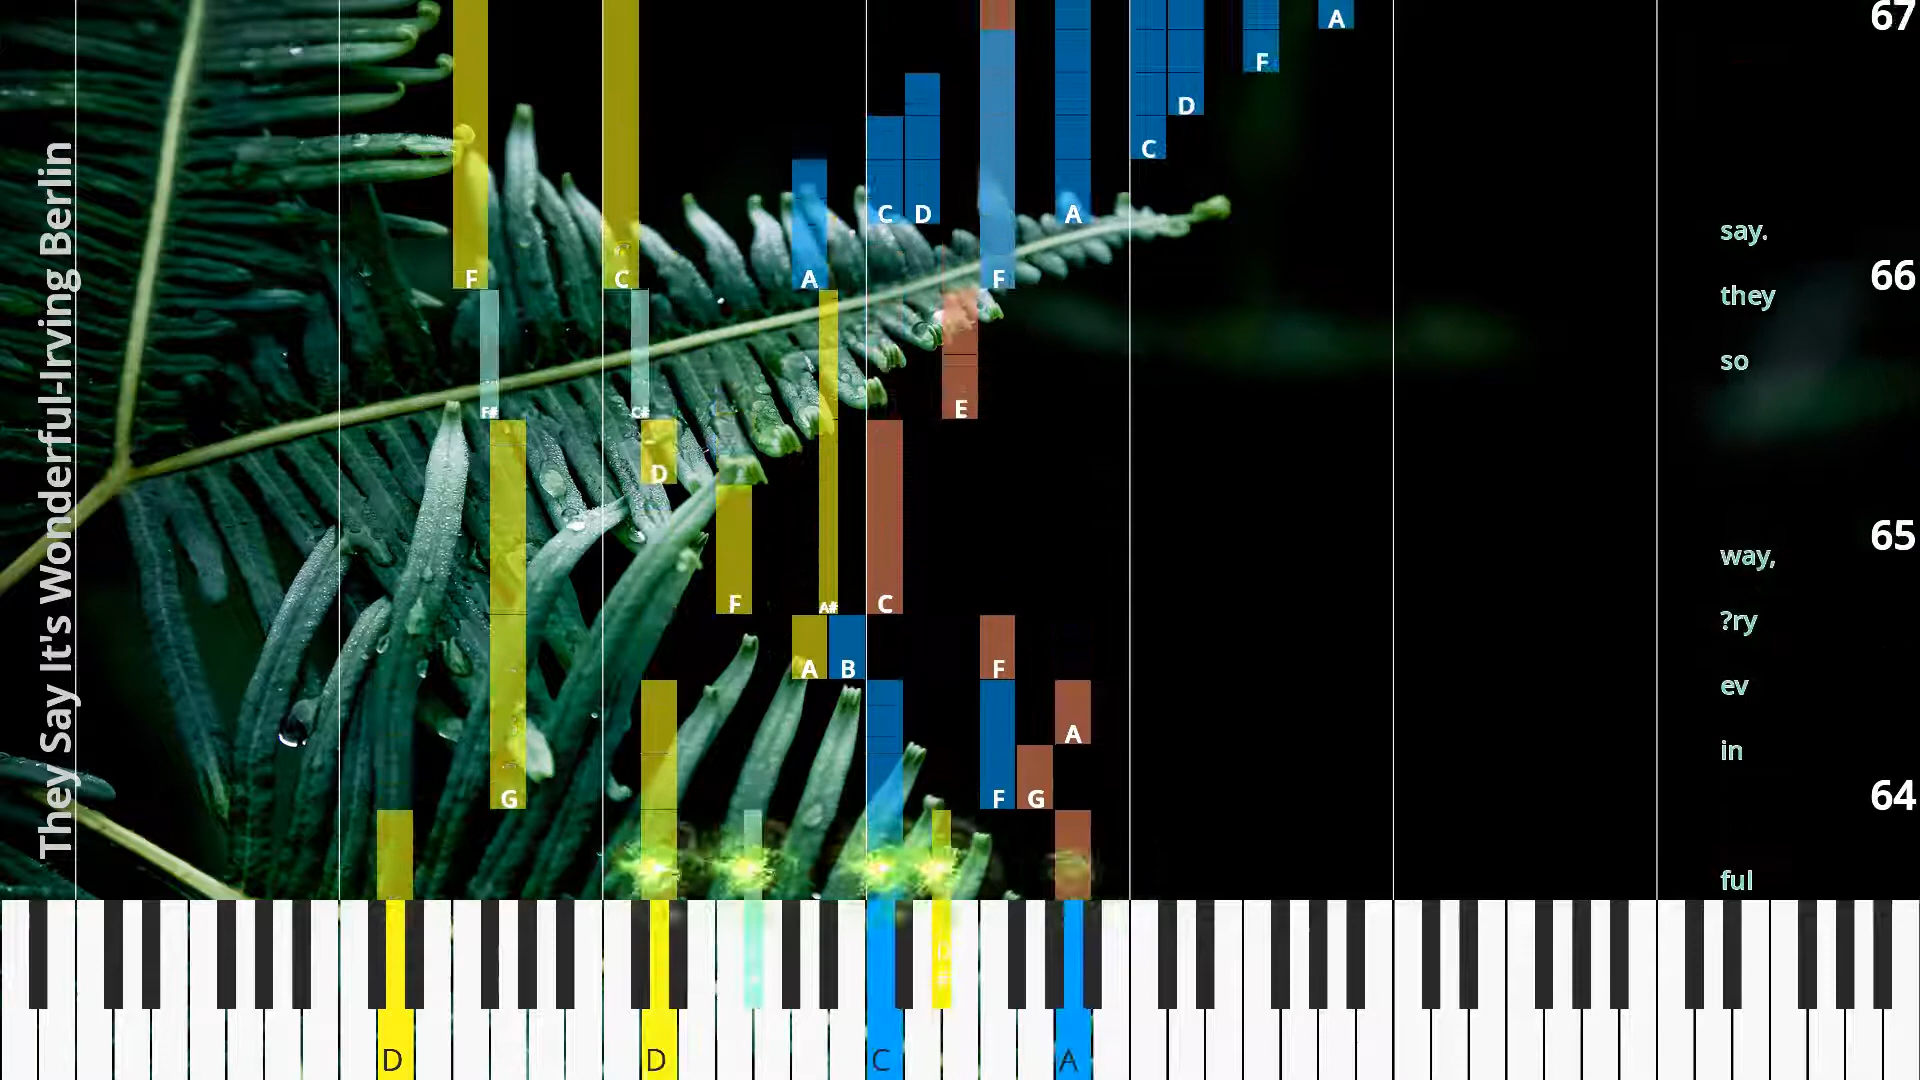 They Say It's Wonderful-Irving Berlin
67
A
F
D
C
C D A
say.
66
F C A F
they
so
F# C# E
D
65
way,
F A# C
?ry
A B F
ev
A
in
64
G F G
ful
D D C A